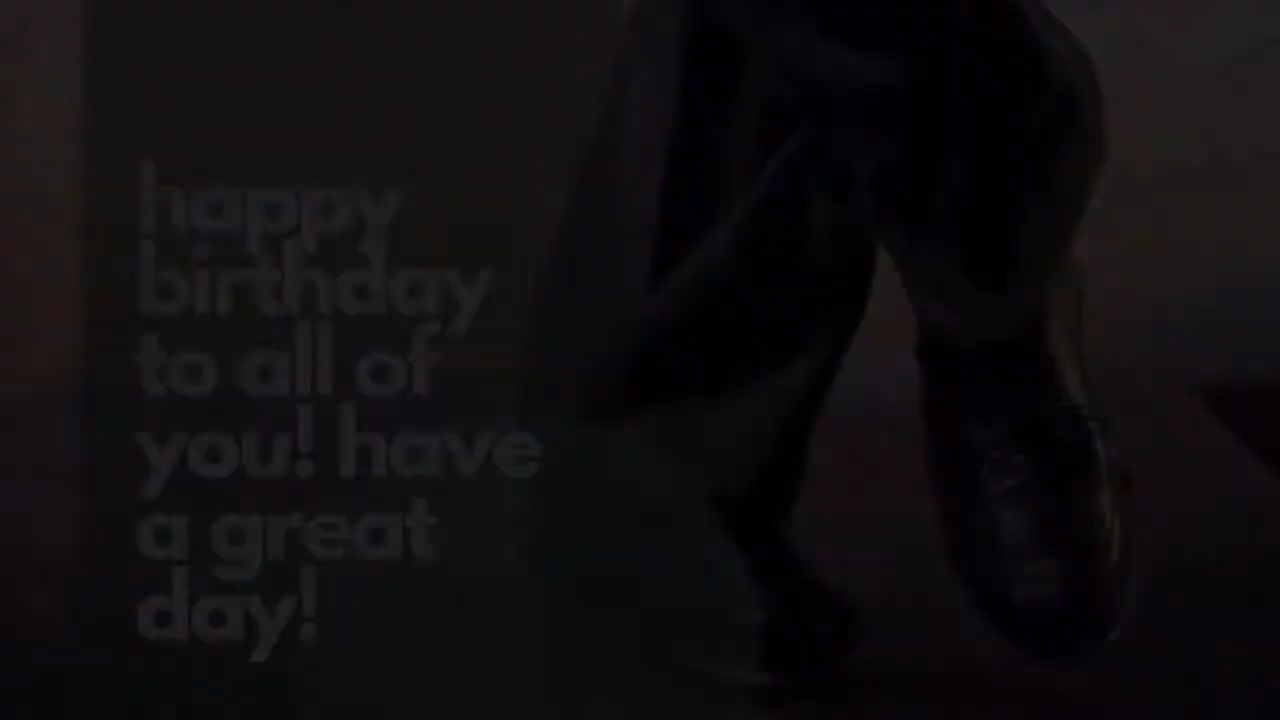 happy
birthday
to all of
you! have
a great
day!